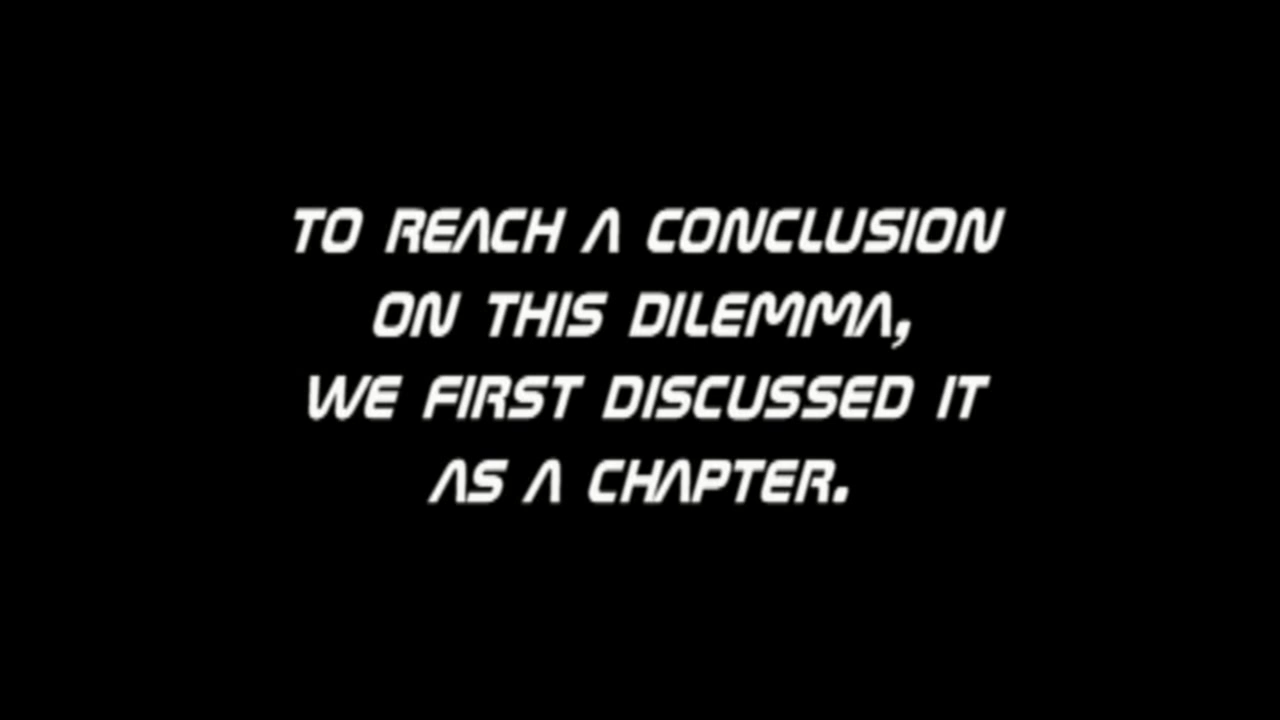 TO REACH A CONCLUSION
ON THIS DILEMMA,
WE FIRST DISCUSSED IT
AS A CHAPTER.